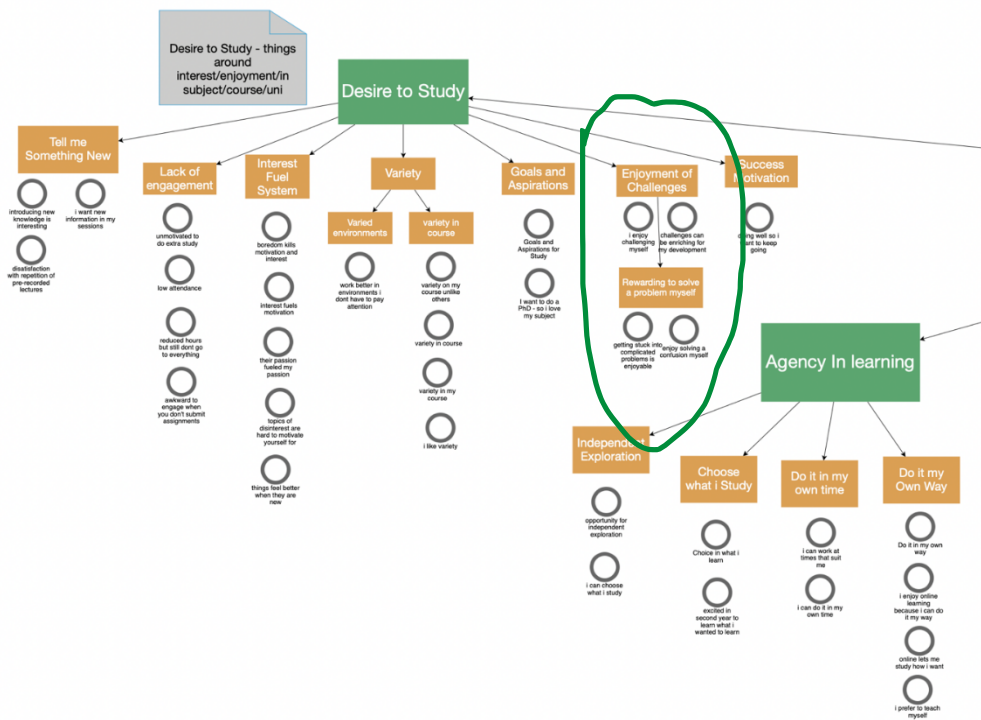 Desire to Study - things
around
interest/enjoyment/in
subject/course/uni
Desire to Study
Tell me
Something New
introducing new
knowledge is
interesting
i want new
information in my
sessions
disatisfaction
with repetition of
pre-recorded
lectures
Lack of
engagement
unmotivated to
do extra study
low attendance
reduced hours
but still dont go
to everything
awkward to
engage when
you don't submit
assignments
Interest
Fuel
System
boredom kills
motivation and
interest
interest fuels
motivation
their passion
fueled my
passion
topics of
disinterest are
hard to motivate
yourself for
things feel better
when they are
new
Variety
Varied
environments
work better in
environments i
dont have to pay
attention
variety in
course
variety on my
course unlike
others
variety in course
variety in my
course
i like variety
Goals and
Aspirations
Goals and
Aspirations for
Study
I want to do a
PhD - so i love
my subject
Enjoyment of
Challenges
i enjoy
challenging
myself
challenges can
be enriching for
my development
Rewarding to solve
a problem myself
getting stuck into
complicated
problems is
enjoyable
enjoy solving a
confusion myself
Success
Motivation
well so i
to keep
going
Agency In learning
Independent
Exploration
opportunity for
independent
exploration
i can choose
what i study
Choose
what i Study
Choice in what i
learn
excited in
second year to
learn what i
wanted to learn
Do it in my
own time
i can work at
times that suit
me
i can do it in my
own time
Do it my
Own Way
Do it in my own
way
i enjoy online
learning
because i can do
it my way
online lets me
study how i want
i prefer to teach
myself